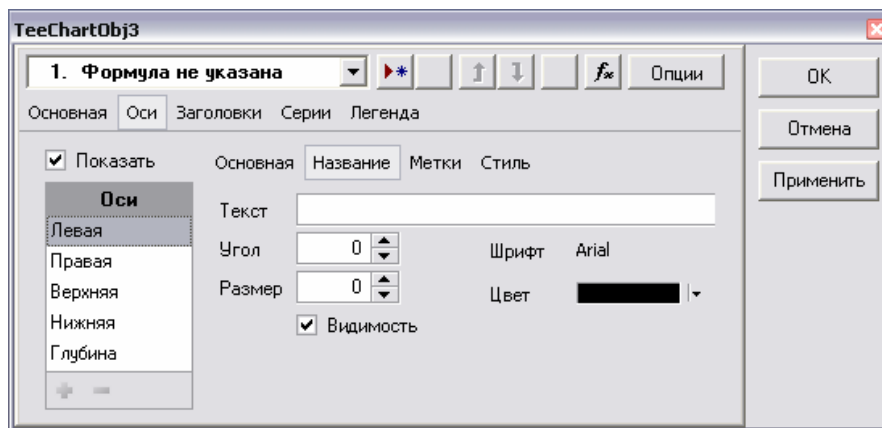 TeeChartObj3
1. Формула не указана
fx
Опции
OK
Основная Оси Заголовки Серии Легенда
Отмена
Показать
Основная Название Метки Стиль
Применить
Оси
Текст
Левая
Угол 0 Шрифт Arial
Правая
Размер 0 Цвет
Верхняя
Нижняя
Видимость
Глубина